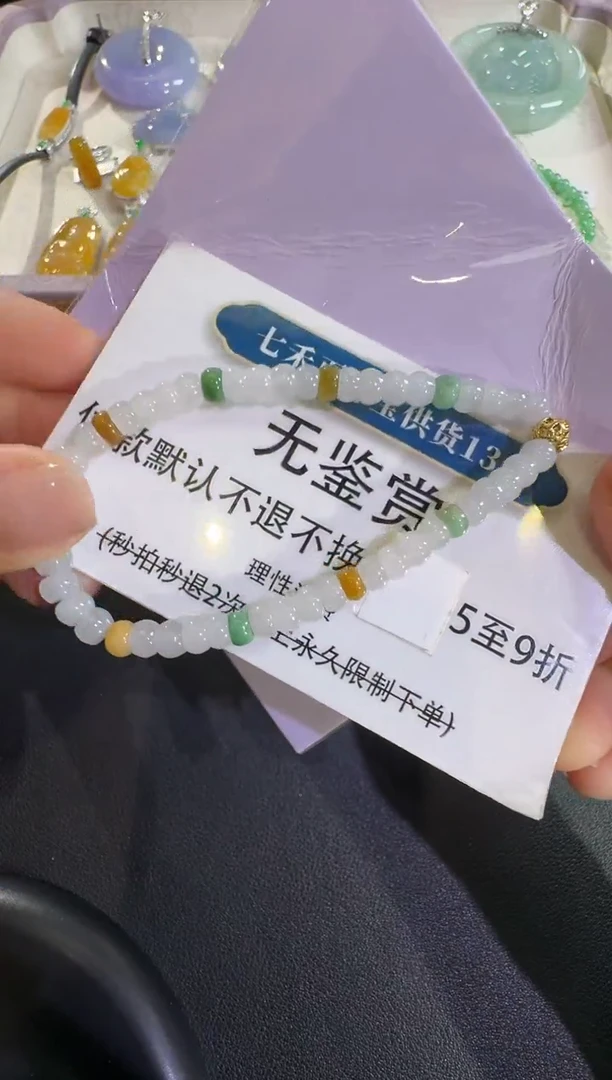 七禾 供货13
无鉴赏
款默认不退不换
理性
(秒拍秒退2次
5至9折
永久限制下单)